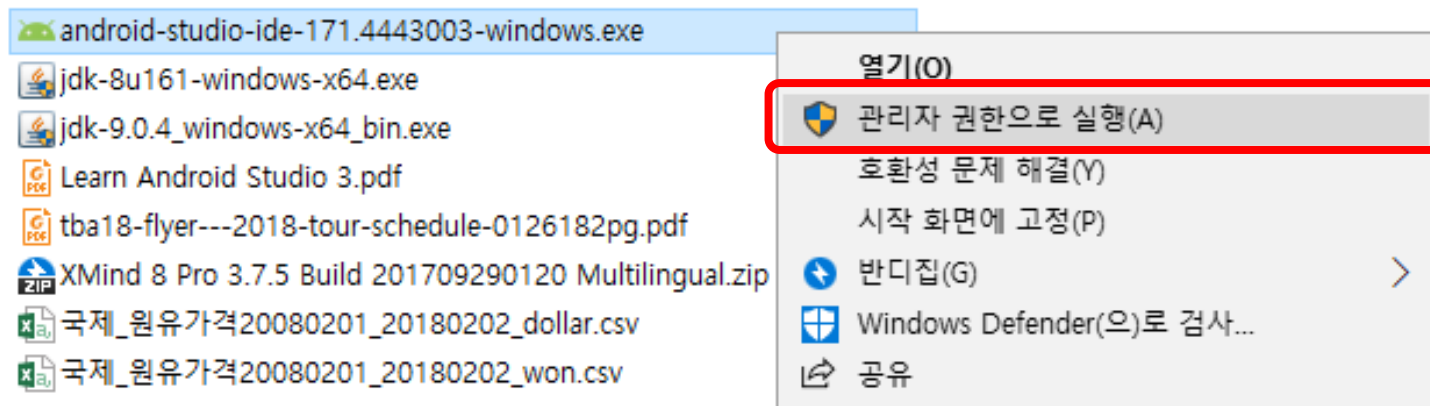 android-studio-ide-171.4443003-windows.exe
jdk-8u161-windows-x64.exe
jdk-9.0.4_windows-x64_bin.exe
Learn Android Studio 3.pdf
tba18-flyer---2018-tour-schedule-0126182pg.pdf
XMind 8 Pro 3.7.5 Build 201709290120 Multilingual.zip
국제_원유가격20080201_20180202_dollar.csv
국제_원유가격20080201_20180202_won.csv
열기(O)
관리자 권한으로 실행(A)
호환성 문제 해결(Y)
시작 화면에 고정(P)
반디집(G)
Windows Defender(으)로 검사...
공유